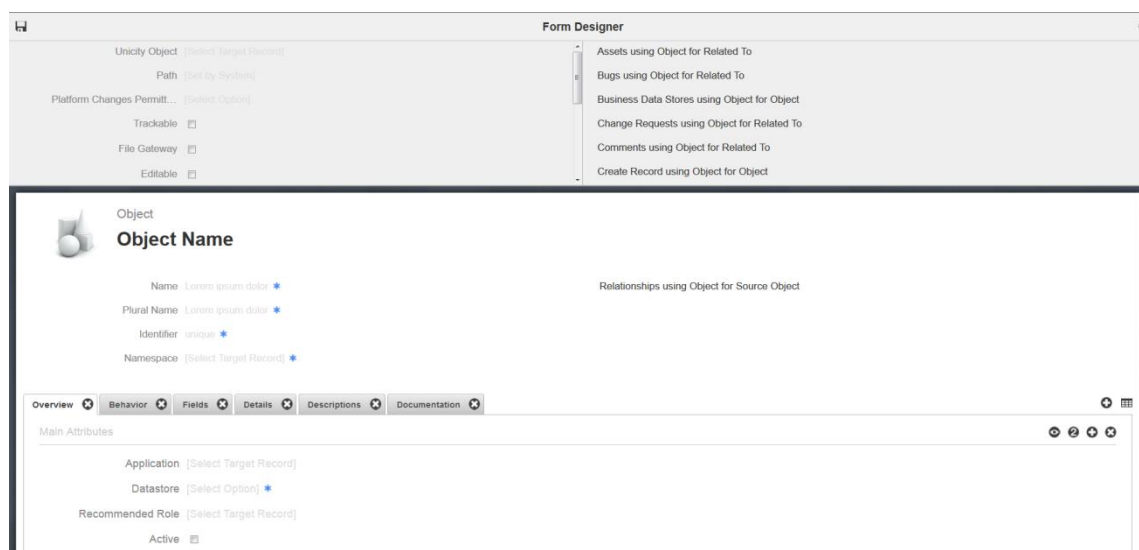 Form Designer
Unicity Object [Select Target Record]
Path [Set by System]
Platform Changes Permitt... [Select Option]
Trackable
File Gateway
Editable
Assets using Object for Related To
Bugs using Object for Related To
Business Data Stores using Object for Object
Change Requests using Object for Related To
Comments using Object for Related To
Create Record using Object for Object
Object
Object Name
Name Lorem ipsum dolor *
Plural Name Lorem ipsum dolor *
Identifier unique *
Namespace [Select Target Record] *
Relationships using Object for Source Object
Overview Behavior Fields Details Descriptions Documentation
Main Attributes
2
Application [Select Target Record]
Datastore [Select Option] *
Recommended Role [Select Target Record]
Active